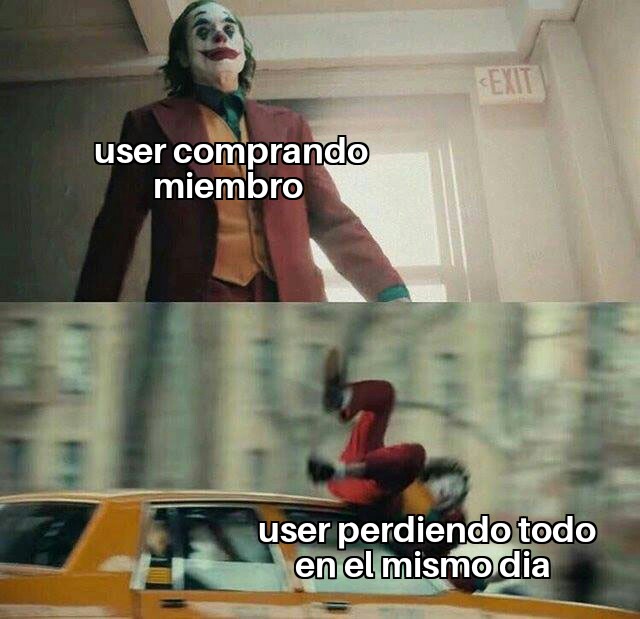 <EXIT
user comprando
miembro
user perdiendo todo
en el mismo dia